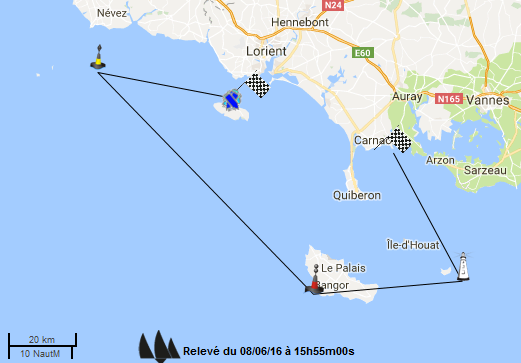 N24
Névez
Hennebont
Lorient
E60
Auray
N165
Vannes
Carnac
Arzon
Sarzeau
Quiberon
Île-d'Houat
Le Palais
Bangor
20 km
10 NautM
Relevé du 08/06/16 à 15h55m00s